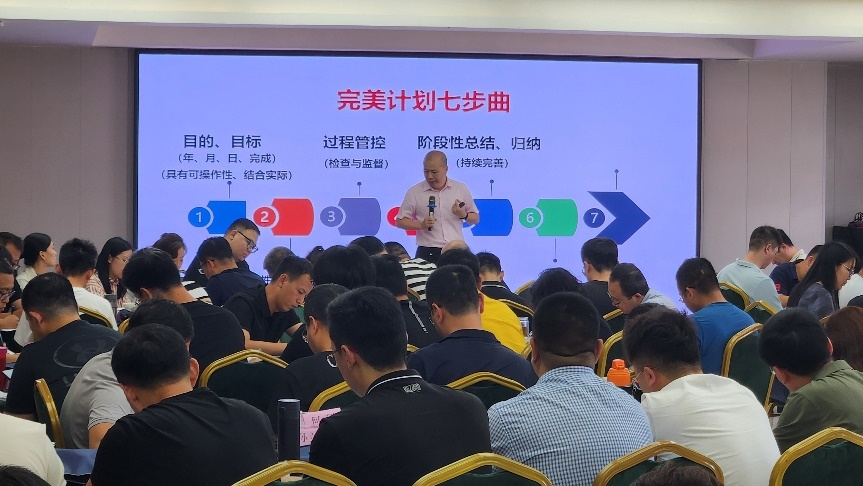 完美计划七步曲
目的、目标
（年、月、日、完成）
（具有可操作性、结合实际）
过程管控
（检查与监督）
阶段性总结、归纳
（持续完善）
1
2
3
6
7